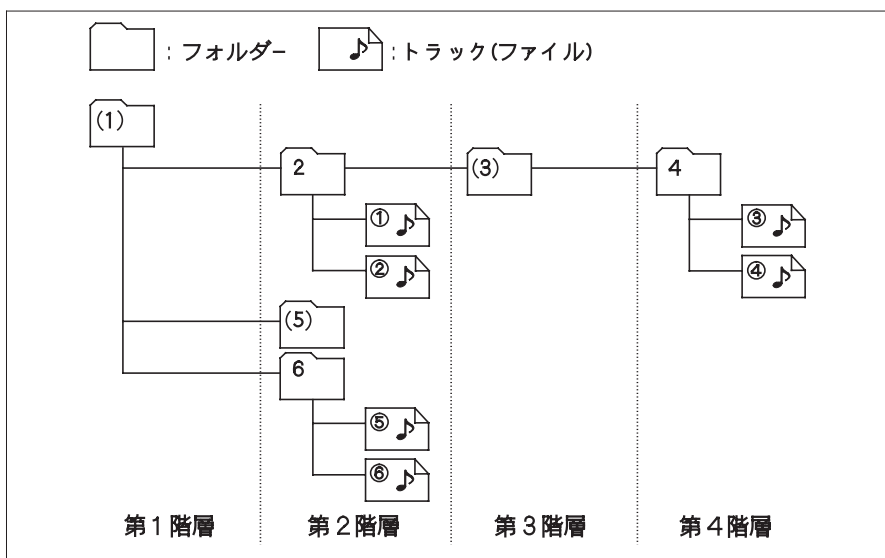 ：フォルダー ：トラック(ファイル)
(1)
2 (3) 4
① ③
② ④
(5)
6
⑤
⑥
第１階層 第２階層 第３階層 第４階層